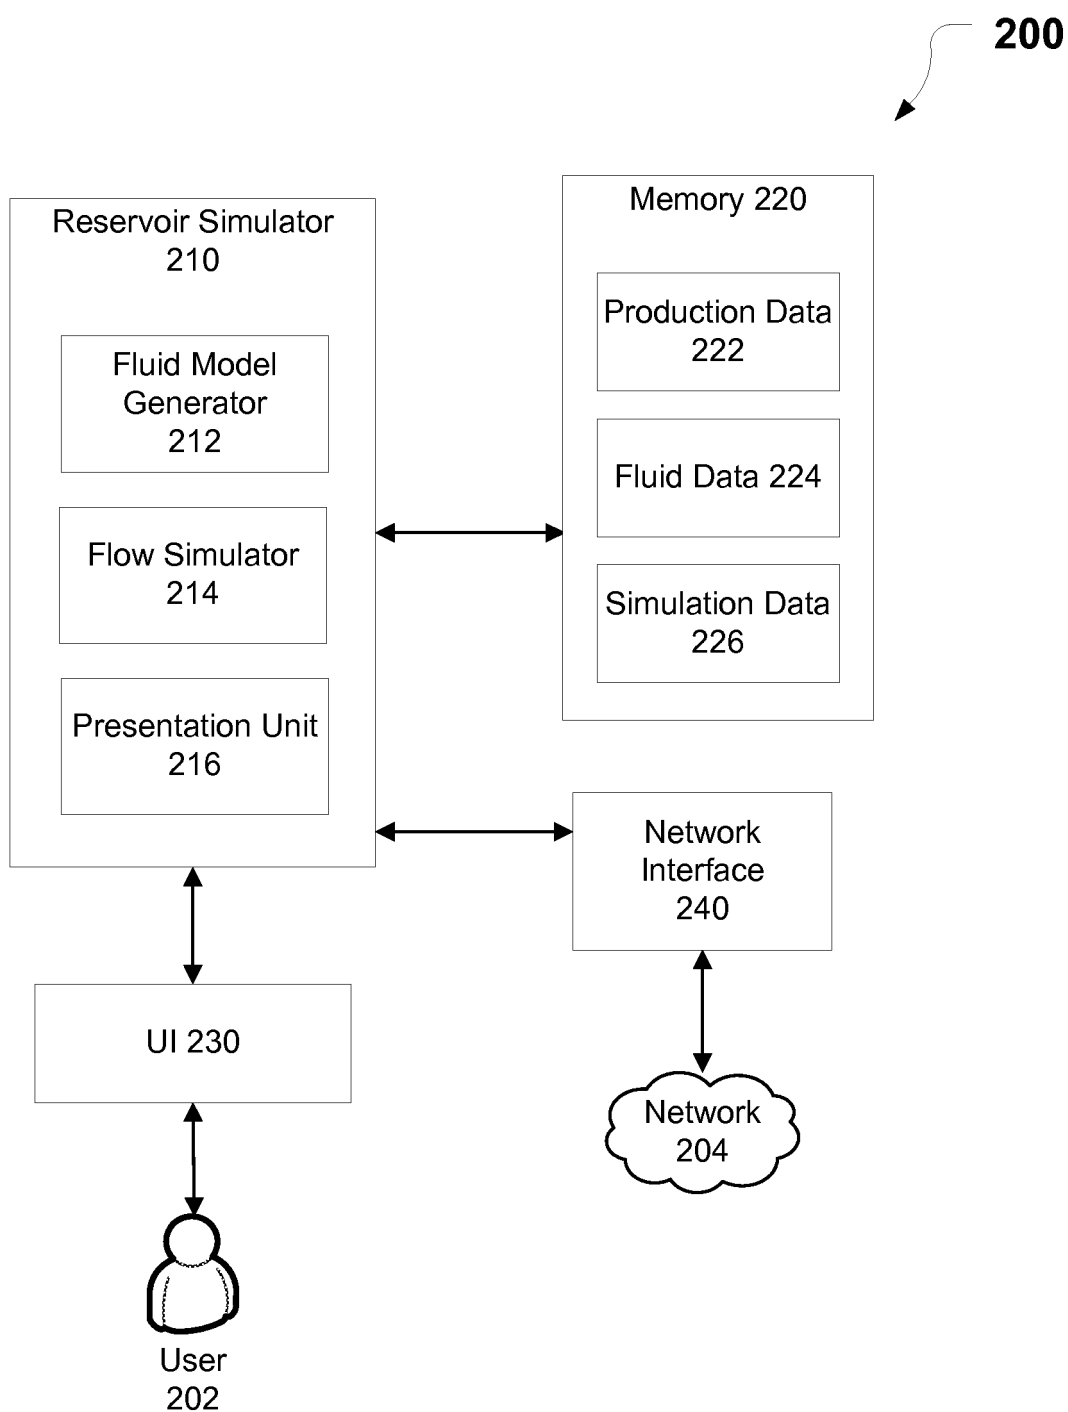 200
Reservoir Simulator
210
Fluid Model
Generator
212
Flow Simulator
214
Presentation Unit
216
Memory 220
Production Data
222
Fluid Data 224
Simulation Data
226
Network
Interface
240
UI 230
Network
204
User
202